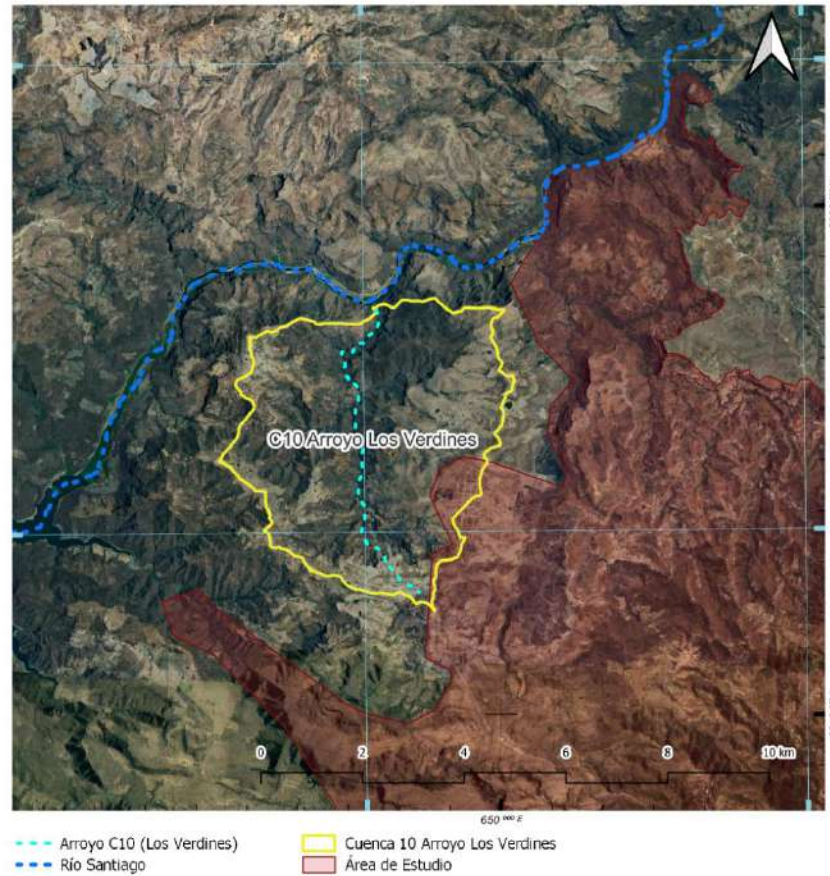 C10 Arroyo Los Verdines
0 2 4 6 8 10 km
650 000 E
Arroyo C10 (Los Verdines)
Cuenca 10 Arroyo Los Verdines
Río Santiago
Área de Estudio